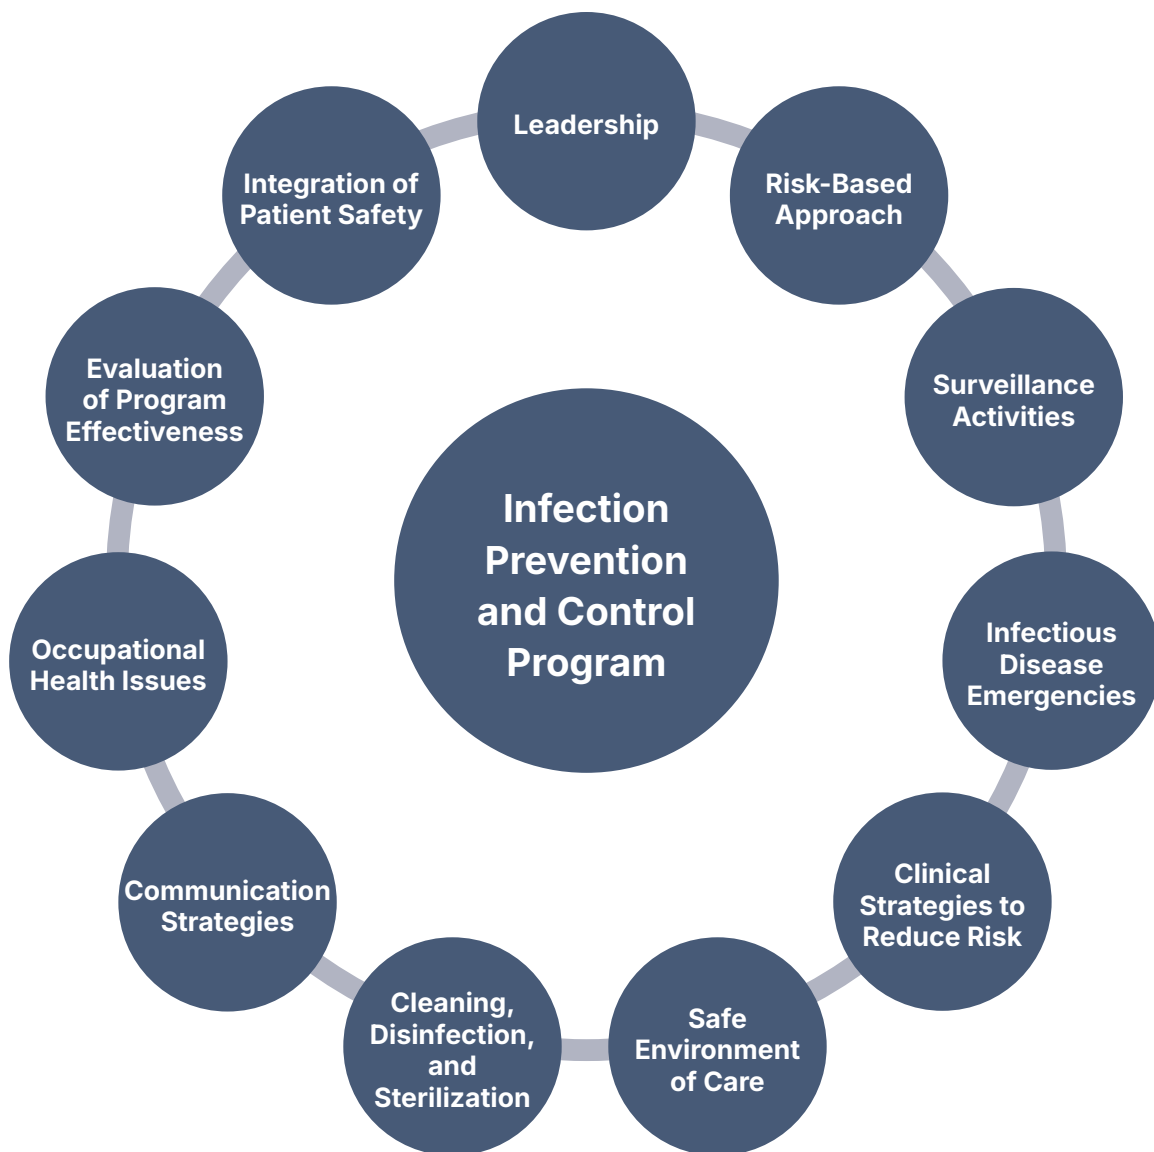 Leadership
Risk-Based
Approach
Surveillance
Activities
Infectious
Disease
Emergencies
Clinical
Strategies to
Reduce Risk
Safe
Environment
of Care
Cleaning,
Disinfection,
and
Sterilization
Communication
Strategies
Occupational
Health Issues
Evaluation
of Program
Effectiveness
Integration of
Patient Safety
Infection
Prevention
and Control
Program